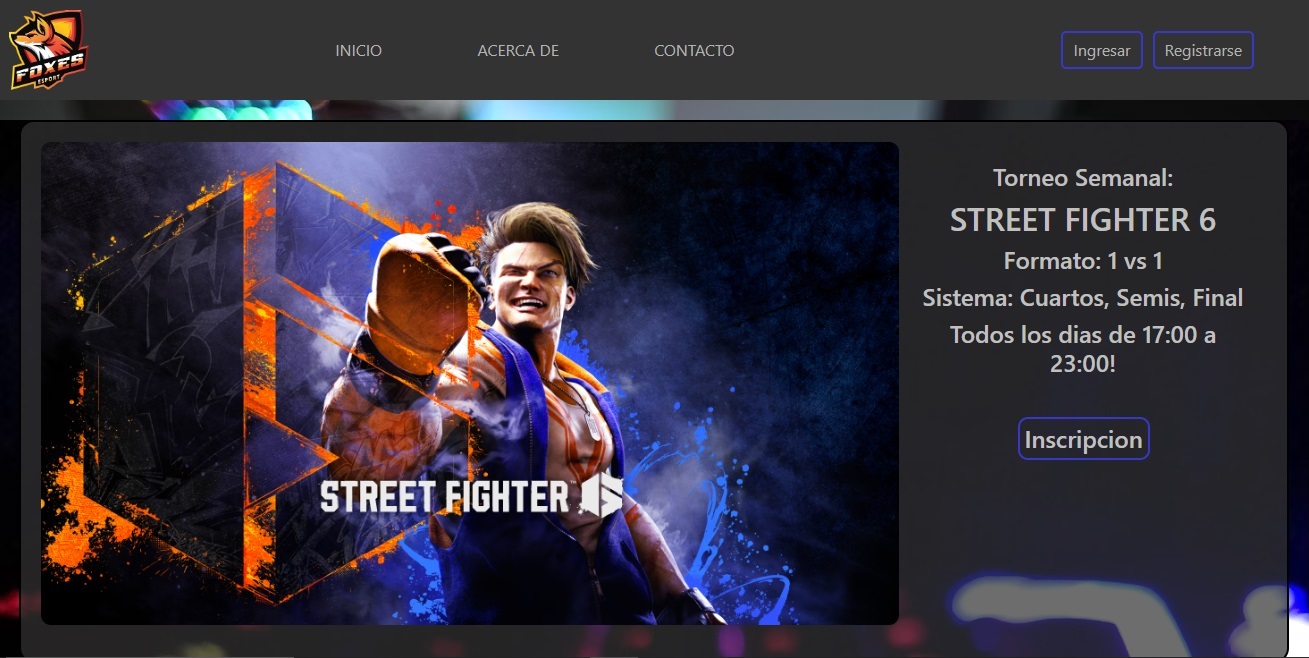 FOXES
ESPORT
INICIO
ACERCA DE
CONTACTO
Ingresar
Registrarse
STREET FIGHTER 6
Torneo Semanal:
STREET FIGHTER 6
Formato: 1 vs 1
Sistema: Cuartos, Semis, Final
Todos los dias de 17:00 a
23:00!
Inscripcion